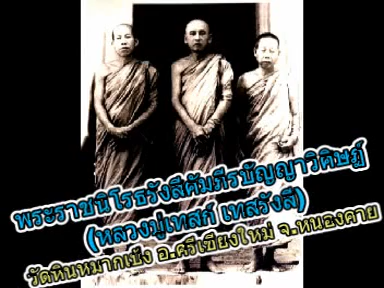 พระราชนิโรธรังสีคัมภีรปัญญาวิศิษฏ์
(หลวงปู่เทสก์ เทสรังสี)
วัดหินหมากเป้ง อ.ศรีเชียงใหม่ จ.หนองคาย